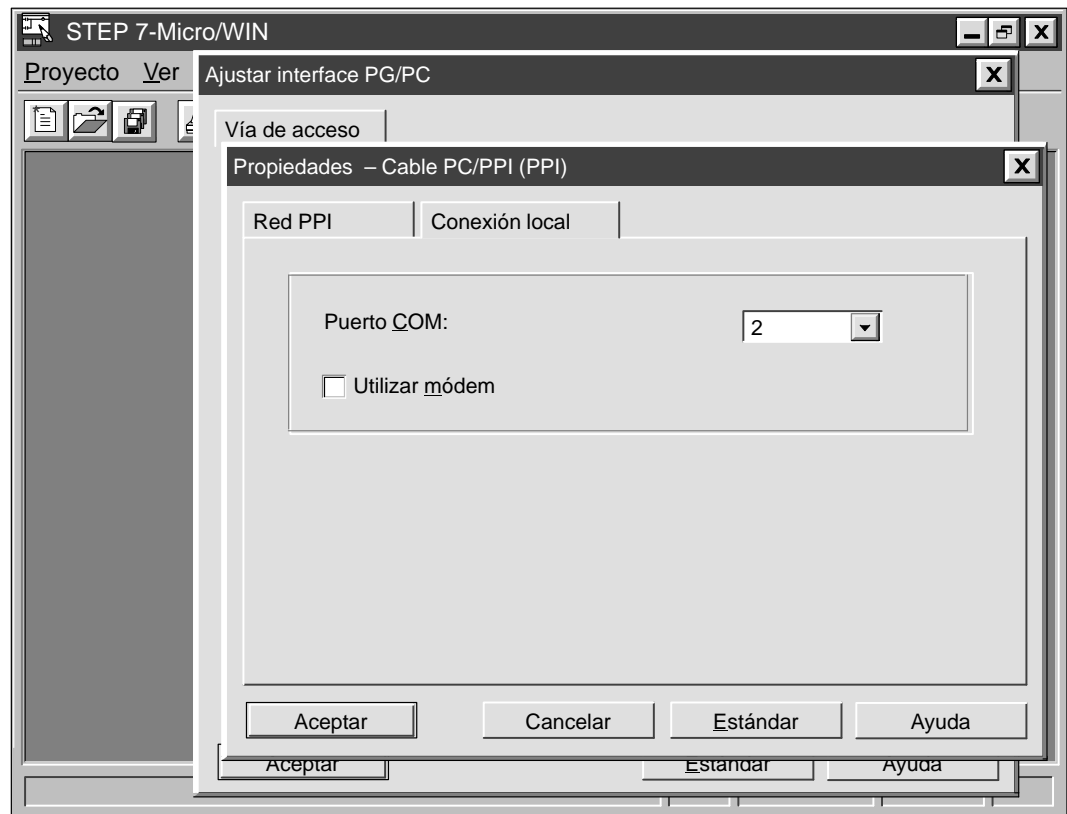 STEP 7-Micro/WIN
Proyecto Ver
Ajustar interface PG/PC
Vía de acceso
Propiedades – Cable PC/PPI (PPI)
Red PPI
Conexión local
Puerto COM:
2
Utilizar módem
Aceptar
Cancelar
Estándar
Ayuda
Aceptar
Estándar
Ayuda